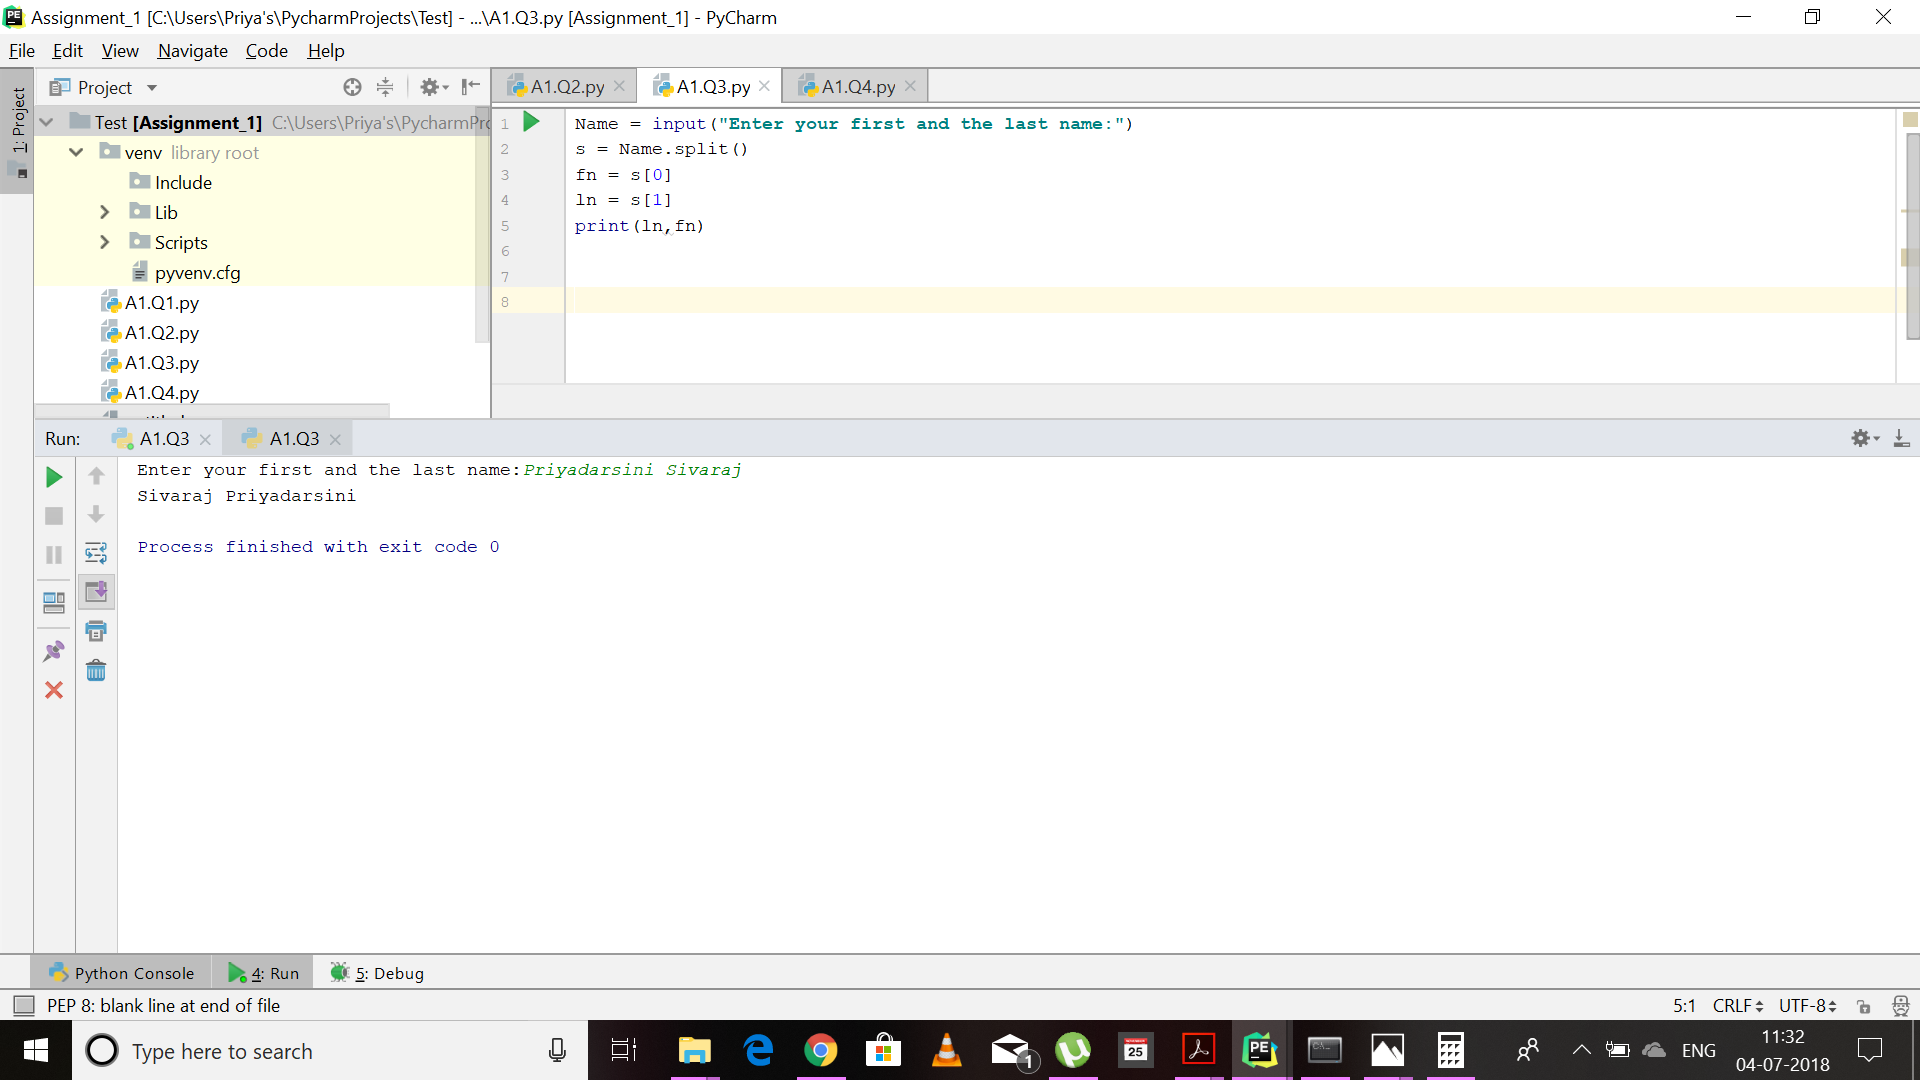 Assignment_1 [C:\Users\Priya's\PycharmProjects\Test] - ...\A1.Q3.py [Assignment_1] - PyCharm
File Edit View Navigate Code Help
1: Project
Project
Test [Assignment_1] C:\Users\Priya's\PycharmPro
venv library root
Include
Lib
Scripts
pyvenv.cfg
A1.Q1.py
A1.Q2.py
A1.Q3.py
A1.Q4.py
A1.Q2.py A1.Q3.py A1.Q4.py
1 Name = input("Enter your first and the last name:")
2 s = Name.split()
3 fn = s[0]
4 ln = s[1]
5 print(ln,fn)
6
7
8
Run: A1.Q3 A1.Q3
Enter your first and the last name:Priyadarsini Sivaraj
Sivaraj Priyadarsini
Process finished with exit code 0
Python Console 4: Run 5: Debug
PEP 8: blank line at end of file 5:1 CRLF UTF-8
Type here to search
1
25
PE
ENG
11:32
04-07-2018